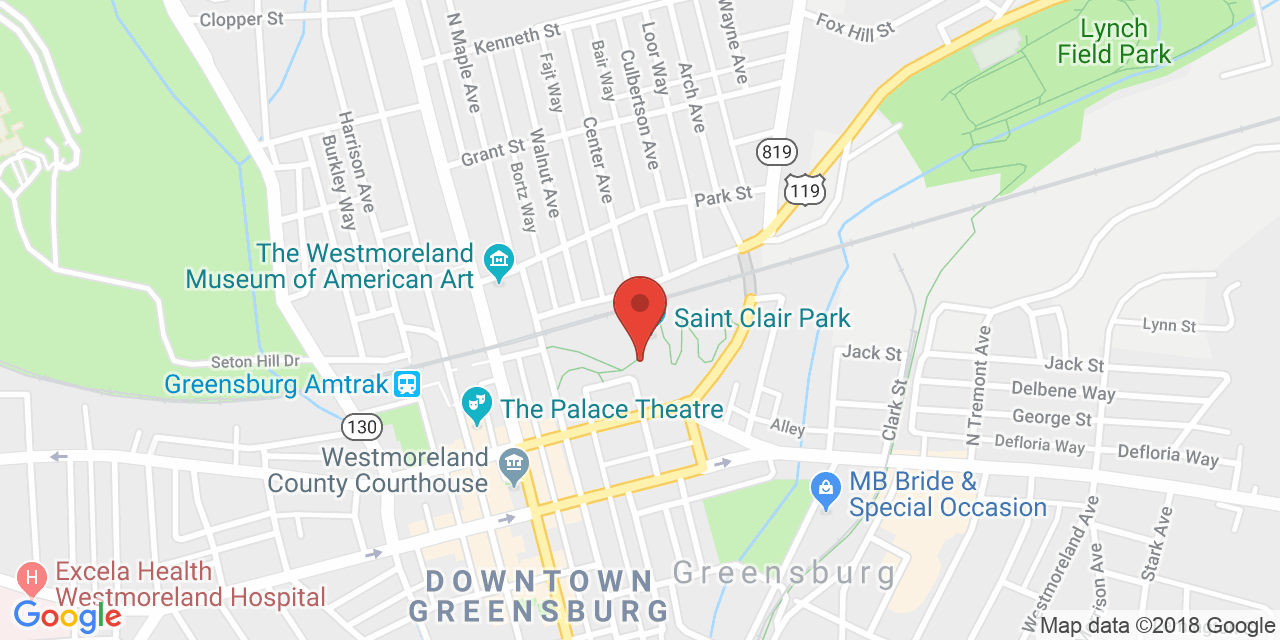 Clopper St
N Maple Ave
Kenneth St
Fajt Way
Bair Way
Culbertson Ave
Loor Way
Arch Ave
Wayne Ave
Fox Hill St
Lynch
Field Park
Harrison Ave
Burkley Way
Grant St
Walnut Ave
Bortz Way
Center Ave
819
119
Park St
The Westmoreland
Museum of American Art
Saint Clair Park
Seton Hill Dr
Greensburg Amtrak
The Palace Theatre
130
Westmoreland
County Courthouse
Lynn St
Jack St
Jack St
Delbene Way
George St
Defloria Way
Defloria Way
Clark St
N Tremont Ave
Alley
MB Bride &
Special Occasion
Westmoreland Ave
Stark Ave
rrison Ave
Greensburg
DOWNTOWN
GREENSBURG
H
Excela Health
Westmoreland Hospital
Google
Map data ©2018 Google